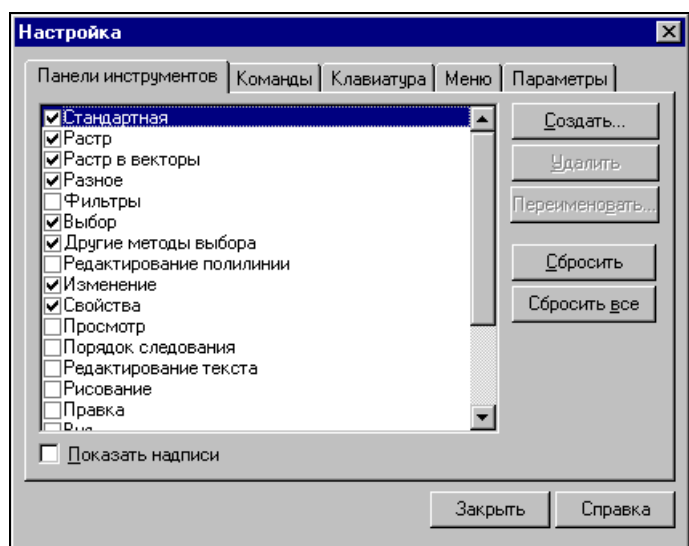 Настройка
Панели инструментов Команды Клавиатура Меню Параметры
Стандартная
Растр
Растр в векторы
Разное
Фильтры
Выбор
Другие методы выбора
Редактирование полилинии
Изменение
Свойства
Просмотр
Порядок следования
Редактирование текста
Рисование
Правка
Создать...
Удалить
Переименовать...
Сбросить
Сбросить все
Показать надписи
Закрыть Справка